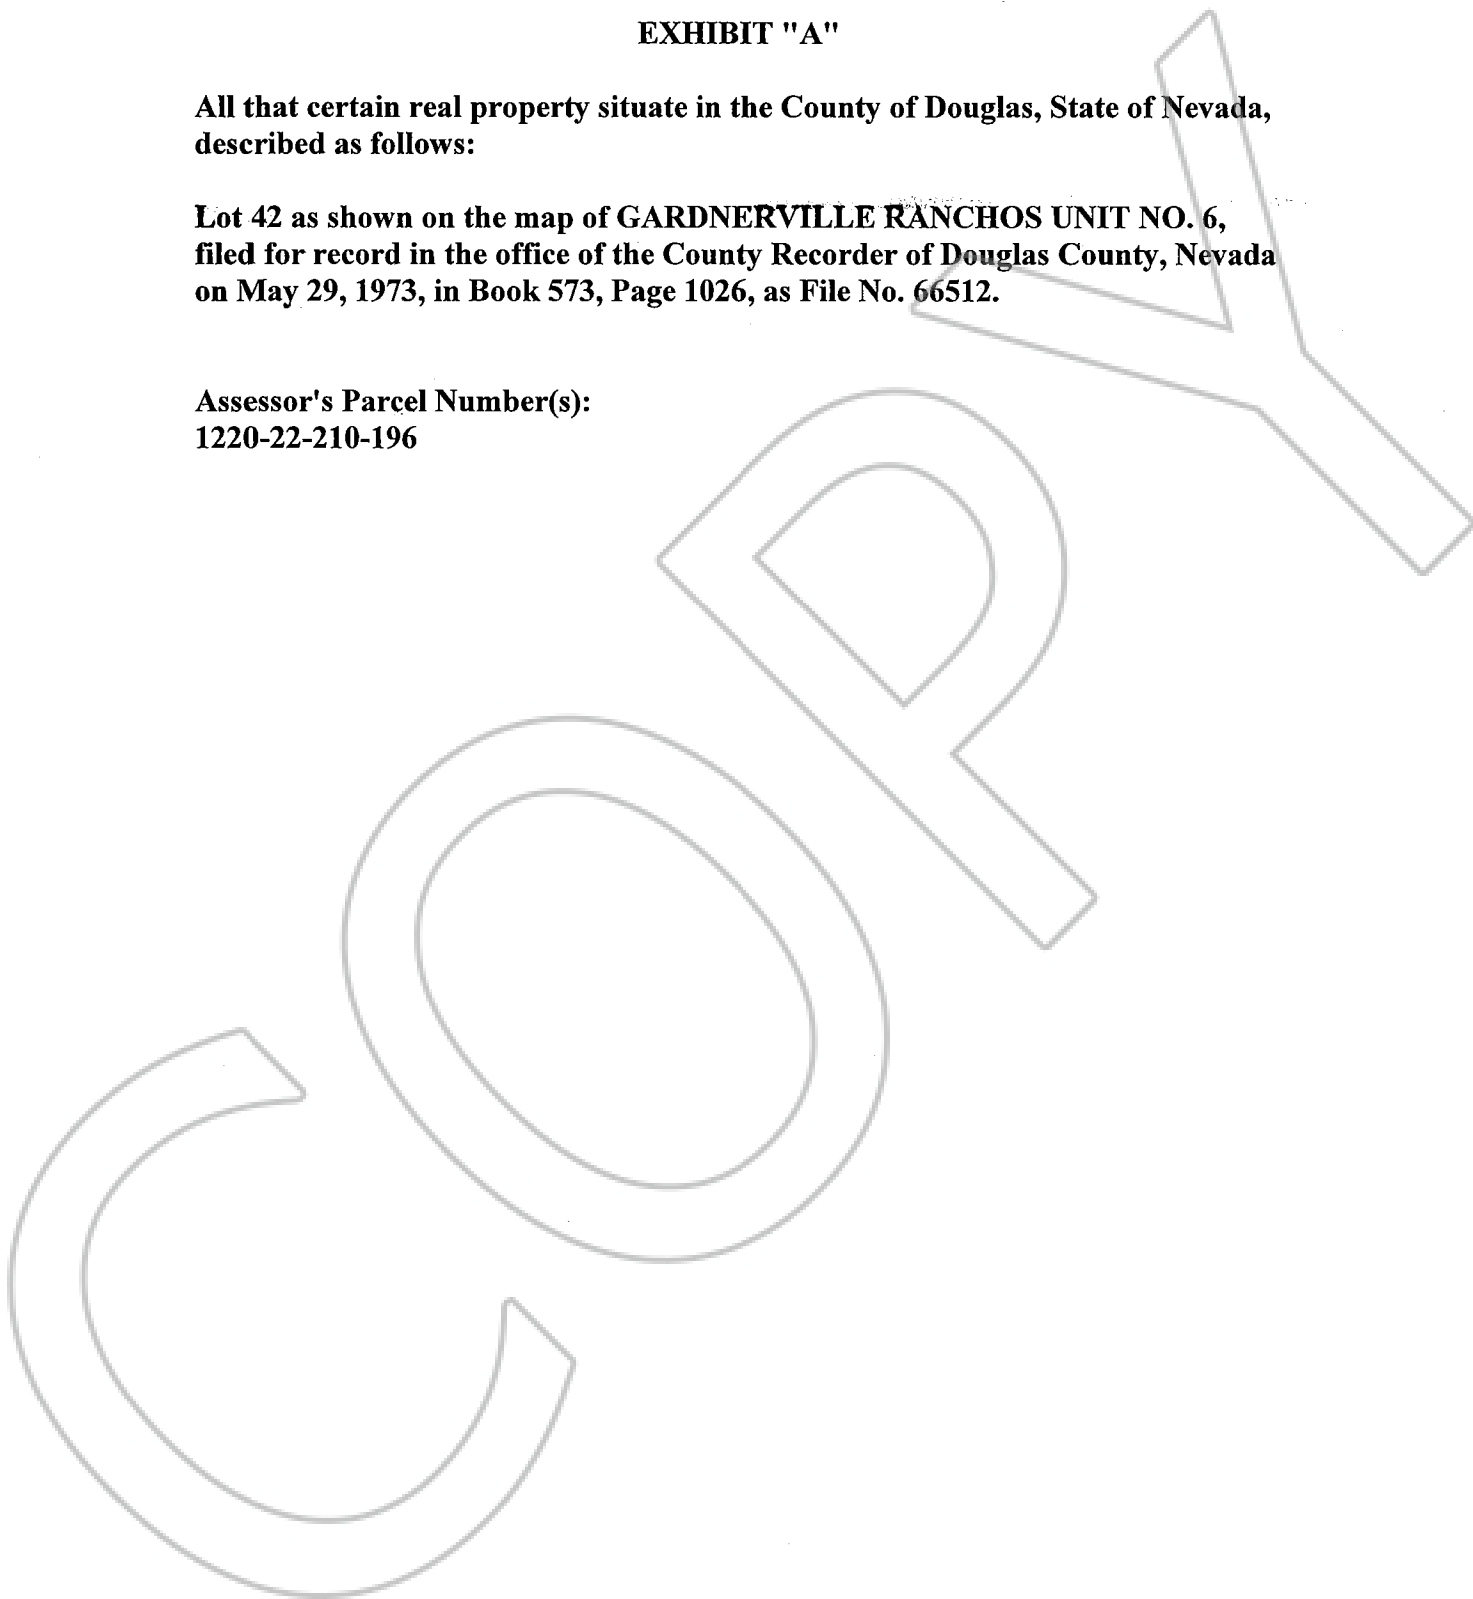 EXHIBIT "A"
All that certain real property situate in the County of Douglas, State of Nevada,
described as follows:
Lot 42 as shown on the map of GARDNERVILLE RANCHOS UNIT NO. 6,
filed for record in the office of the County Recorder of Douglas County, Nevada
on May 29, 1973, in Book 573, Page 1026, as File No. 66512.
Assessor's Parcel Number(s):
1220-22-210-196
COPY